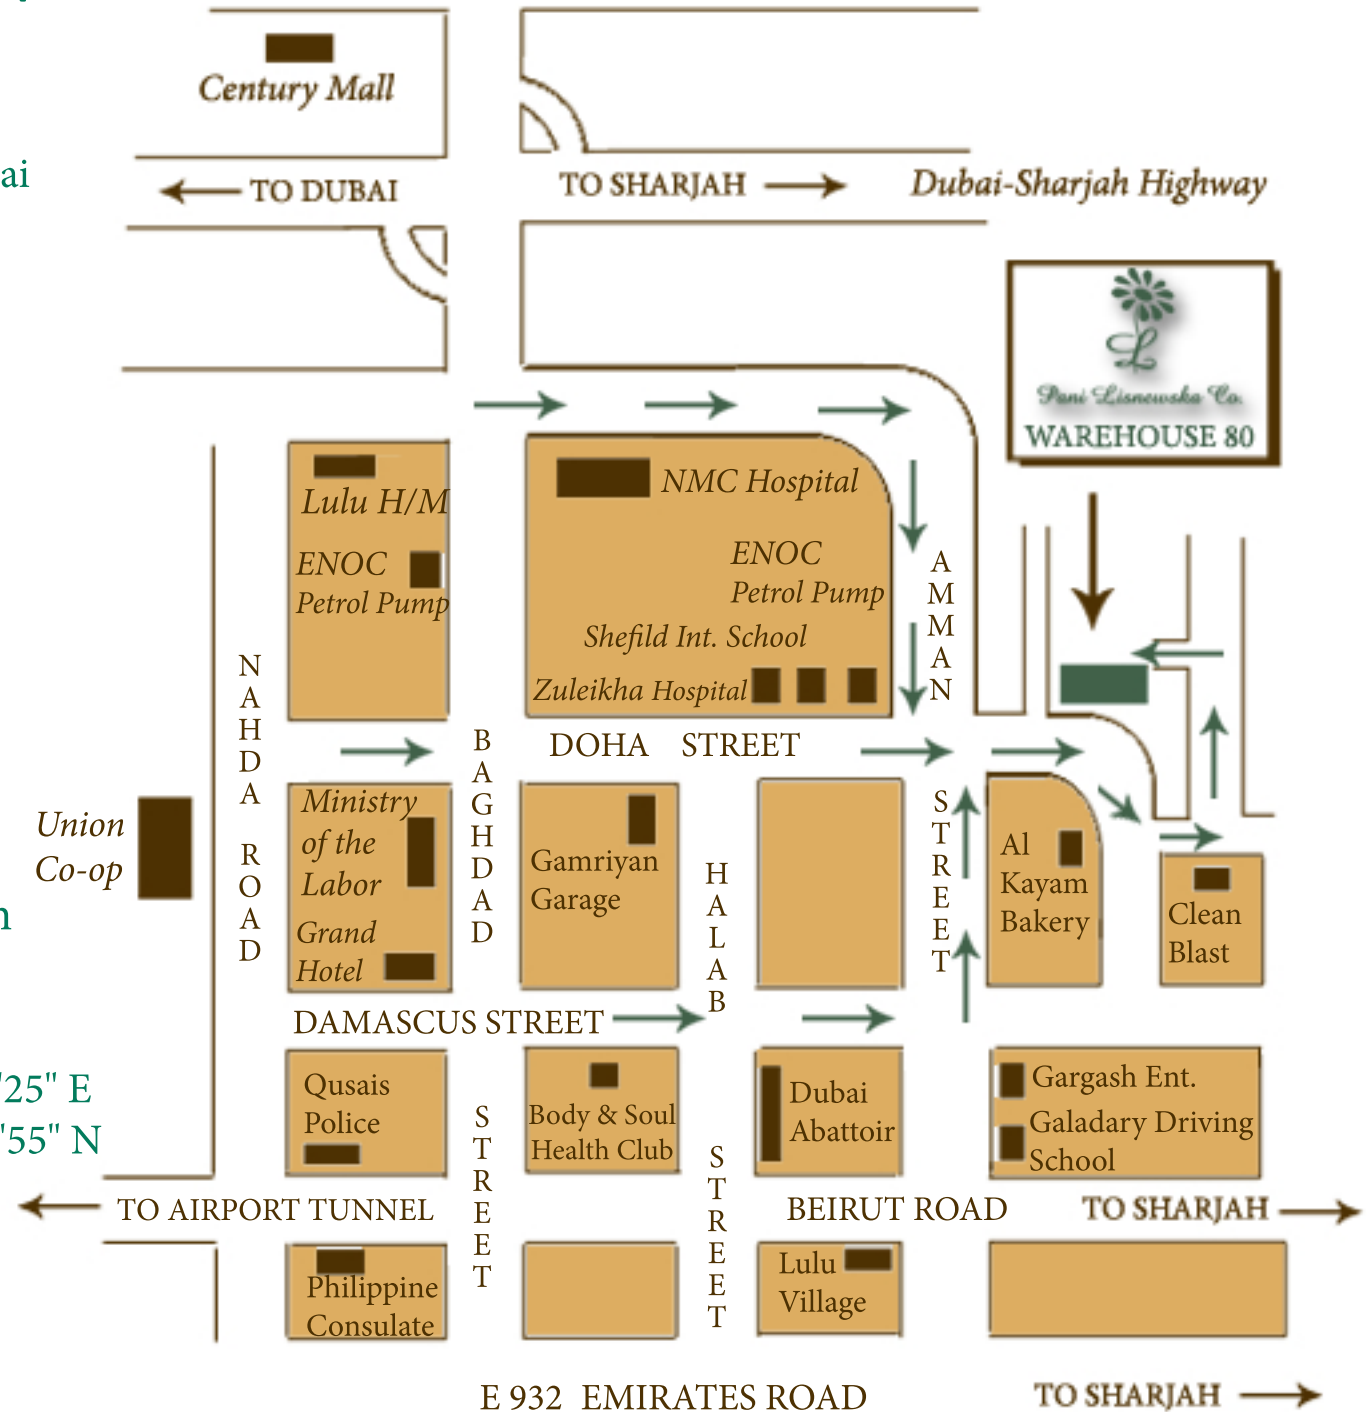 Century Mall
ai
TO DUBAI
TO SHARJAH
Dubai-Sharjah Highway
L
Pani Lisnewska Co.
WAREHOUSE 80
Lulu H/M
ENOC
Petrol Pump
NMC Hospital
ENOC
Petrol Pump
Shefild Int. School
Zuleikha Hospital
AMMAN
STREET
NAHDA ROAD
BAGHDAD
STREET
DOHA STREET
Union
Co-op
Ministry
of the
Labor
Grand
Hotel
Gamriyan
Garage
HALAB
STREET
Al
Kayam
Bakery
Clean
Blast
n
DAMASCUS STREET
Qusais
Police
Body & Soul
Health Club
Dubai
Abattoir
Gargash Ent.
Galadary Driving
School
'25" E
'55" N
TO AIRPORT TUNNEL
BEIRUT ROAD
TO SHARJAH
Philippine
Consulate
Lulu
Village
E 932 EMIRATES ROAD
TO SHARJAH